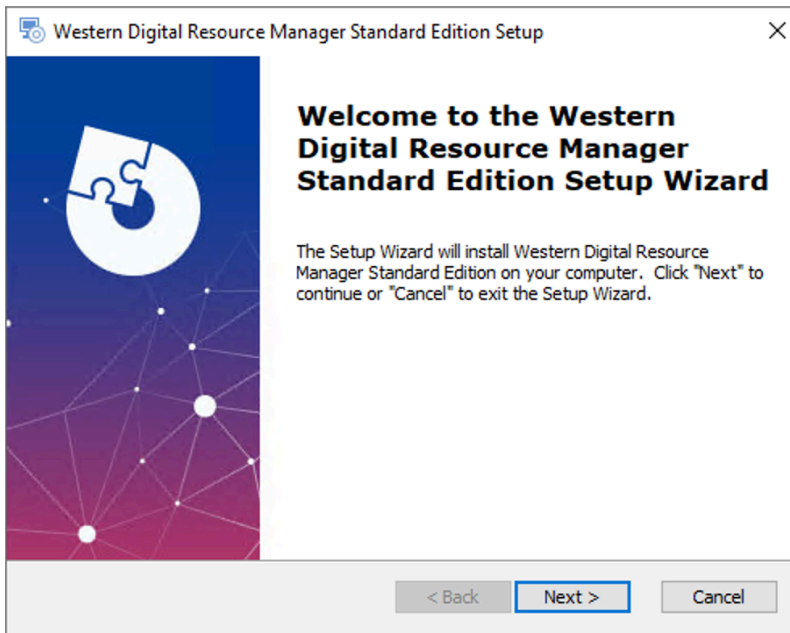 Western Digital Resource Manager Standard Edition Setup
Welcome to the Western
Digital Resource Manager
Standard Edition Setup Wizard
The Setup Wizard will install Western Digital Resource
Manager Standard Edition on your computer.  Click "Next" to
continue or "Cancel" to exit the Setup Wizard.
< Back
Next >
Cancel